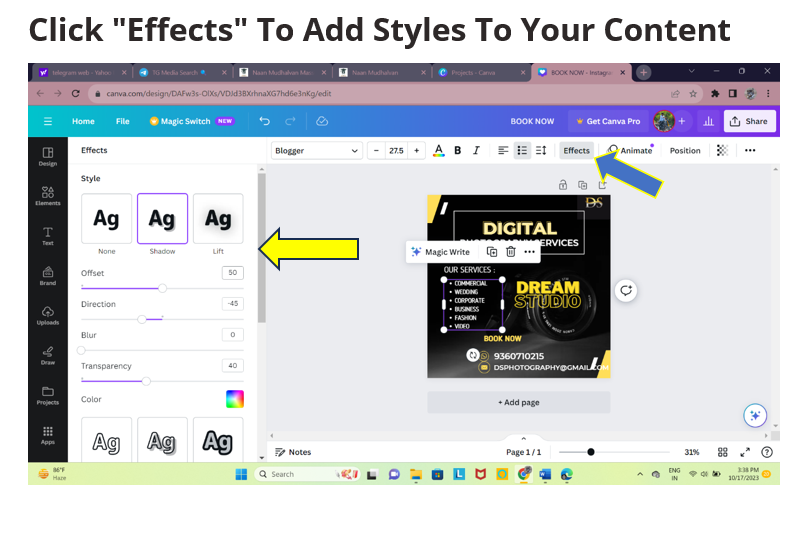 Click "Effects" To Add Styles To Your Content
Telegram web - Yahoo
TG Media Search
Naan Mudhalvan
Naan Mudhalvan
Projects - Canva
BOOK NOW - Instagra
canva.com/design/DAFw3s-OlXs/VDJd3BXrhnaXG7hd6e3nKg/edit
Home File Magic Switch NEW BOOK NOW Get Canva Pro Share
Design
Elements
Text
Brand
Uploads
Draw
Projects
Apps
Effects
Style
Ag Ag Ag
None Shadow Lift
Offset 50
Direction -45
Blur 0
Transparency 40
Color
Ag Ag Ag
Blogger 27.5 A B I Effects Animate Position
DS
DIGITAL
PHOTOGRAPHY SERVICES
Magic Write
OUR SERVICES :
• COMMERCIAL
• WEDDING
• CORPORATE
• BUSINESS
• FASHION
• VIDEO
DREAM
STUDIO
BOOK NOW
9360710215
DSPHOTOGRAPHY@GMAIL.COM
+ Add page
Notes Page 1 / 1 31%
86°F
Haze
Search
ENG
IN
3:38 PM
10/17/2023